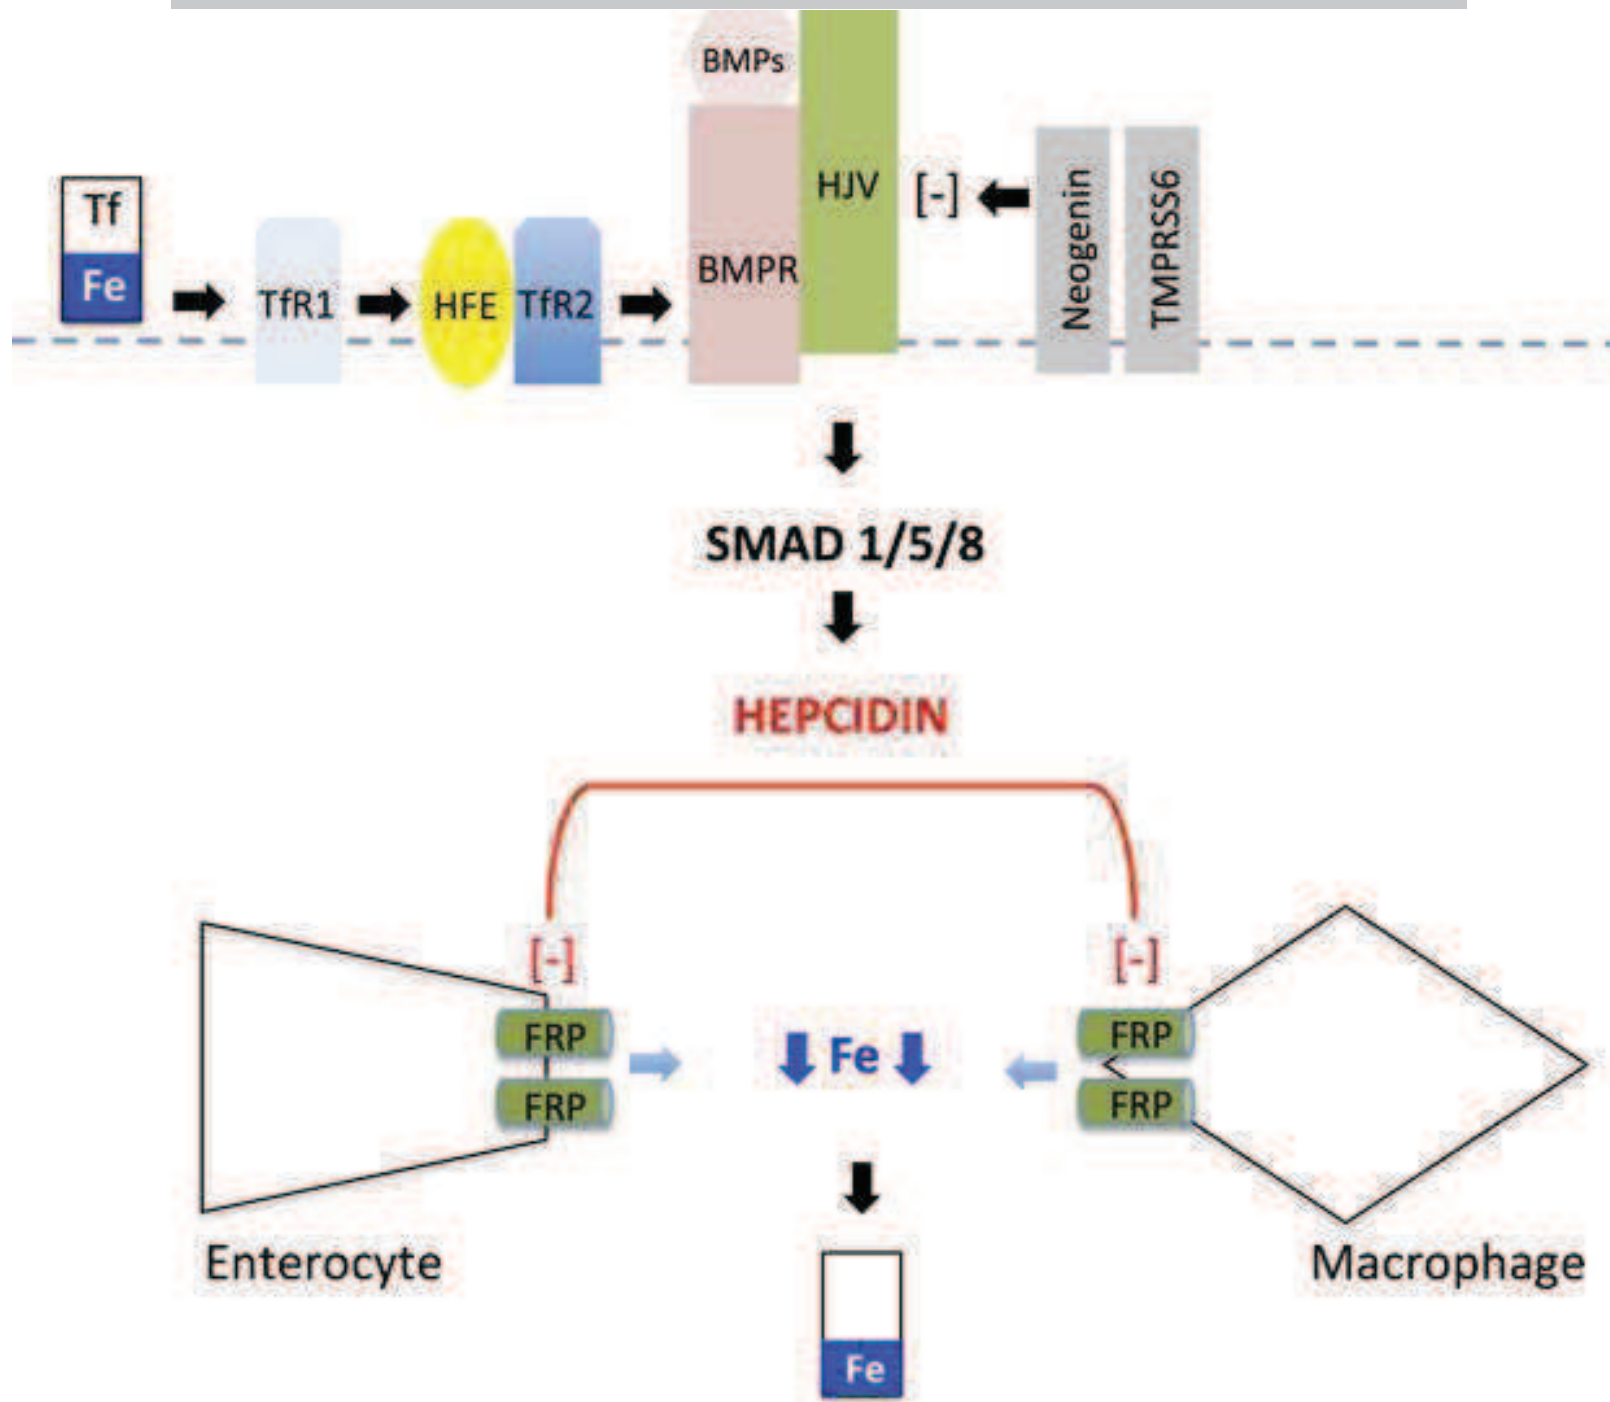 BMPs
HJV
[-]
Neogenin
TMPRSS6
Tf
Fe
TfR1
HFE
TfR2
BMPR
SMAD 1/5/8
HEPCIDIN
[-]
[-]
FRP
FRP
Fe
FRP
FRP
Enterocyte
Macrophage
Fe